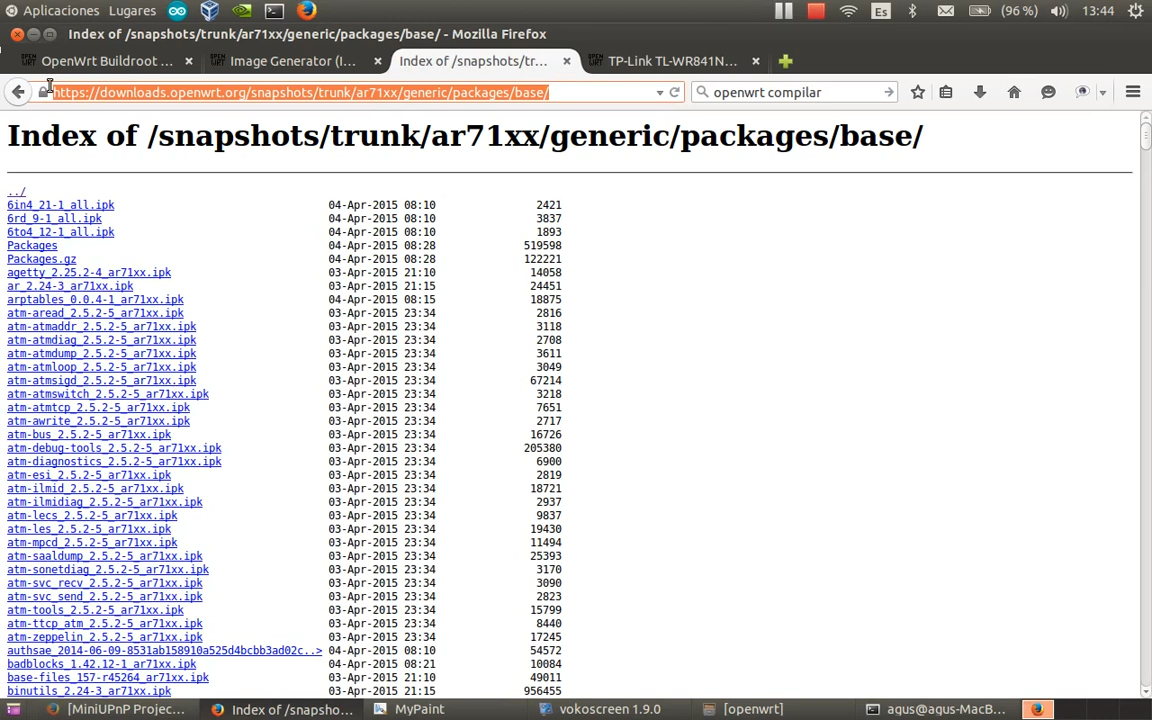 Aplicaciones Lugares Es (96 %) 13:44
Index of /snapshots/trunk/ar71xx/generic/packages/base/ - Mozilla Firefox
OpenWrt Buildroot ... Image Generator (I... Index of /snapshots/tr... TP-Link TL-WR841N...
https://downloads.openwrt.org/snapshots/trunk/ar71xx/generic/packages/base/ openwrt compilar
Index of /snapshots/trunk/ar71xx/generic/packages/base/
../
6in4_21-1_all.ipk 04-Apr-2015 08:10 2421
6rd_9-1_all.ipk 04-Apr-2015 08:10 3837
6to4_12-1_all.ipk 04-Apr-2015 08:10 1893
Packages 04-Apr-2015 08:28 519598
Packages.gz 04-Apr-2015 08:28 122221
agetty_2.25.2-4_ar71xx.ipk 03-Apr-2015 21:10 14058
ar_2.24-3_ar71xx.ipk 03-Apr-2015 21:15 24451
arptables_0.0.4-1_ar71xx.ipk 04-Apr-2015 08:15 18875
atm-aread_2.5.2-5_ar71xx.ipk 03-Apr-2015 23:34 2816
atm-atmaddr_2.5.2-5_ar71xx.ipk 03-Apr-2015 23:34 3118
atm-atmdiag_2.5.2-5_ar71xx.ipk 03-Apr-2015 23:34 2708
atm-atmdump_2.5.2-5_ar71xx.ipk 03-Apr-2015 23:34 3611
atm-atmloop_2.5.2-5_ar71xx.ipk 03-Apr-2015 23:34 3049
atm-atmsigd_2.5.2-5_ar71xx.ipk 03-Apr-2015 23:34 67214
atm-atmswitch_2.5.2-5_ar71xx.ipk 03-Apr-2015 23:34 3218
atm-atmtcp_2.5.2-5_ar71xx.ipk 03-Apr-2015 23:34 7651
atm-awrite_2.5.2-5_ar71xx.ipk 03-Apr-2015 23:34 2717
atm-bus_2.5.2-5_ar71xx.ipk 03-Apr-2015 23:34 16726
atm-debug-tools_2.5.2-5_ar71xx.ipk 03-Apr-2015 23:34 205380
atm-diagnostics_2.5.2-5_ar71xx.ipk 03-Apr-2015 23:34 6900
atm-esi_2.5.2-5_ar71xx.ipk 03-Apr-2015 23:34 2819
atm-ilmid_2.5.2-5_ar71xx.ipk 03-Apr-2015 23:34 18721
atm-ilmidiag_2.5.2-5_ar71xx.ipk 03-Apr-2015 23:34 2937
atm-lecs_2.5.2-5_ar71xx.ipk 03-Apr-2015 23:34 9837
atm-les_2.5.2-5_ar71xx.ipk 03-Apr-2015 23:34 19430
atm-mpcd_2.5.2-5_ar71xx.ipk 03-Apr-2015 23:34 11494
atm-saaldump_2.5.2-5_ar71xx.ipk 03-Apr-2015 23:34 25393
atm-sonetdiag_2.5.2-5_ar71xx.ipk 03-Apr-2015 23:34 3170
atm-svc_recv_2.5.2-5_ar71xx.ipk 03-Apr-2015 23:34 3090
atm-svc_send_2.5.2-5_ar71xx.ipk 03-Apr-2015 23:34 2823
atm-tools_2.5.2-5_ar71xx.ipk 03-Apr-2015 23:34 15799
atm-ttcp_atm_2.5.2-5_ar71xx.ipk 03-Apr-2015 23:34 8440
atm-zeppelin_2.5.2-5_ar71xx.ipk 03-Apr-2015 23:34 17245
authsae_2014-06-09-8531ab158910a525d4bcbb3ad02c..> 04-Apr-2015 08:10 54572
badblocks_1.42.12-1_ar71xx.ipk 04-Apr-2015 08:21 10084
base-files_157-r45264_ar71xx.ipk 03-Apr-2015 21:10 49011
binutils_2.24-3_ar71xx.ipk 03-Apr-2015 21:15 956455
[MiniUPnP Projec... Index of /snapsho... MyPaint vokoscreen 1.9.0 [openwrt] agus@agus-MacB...